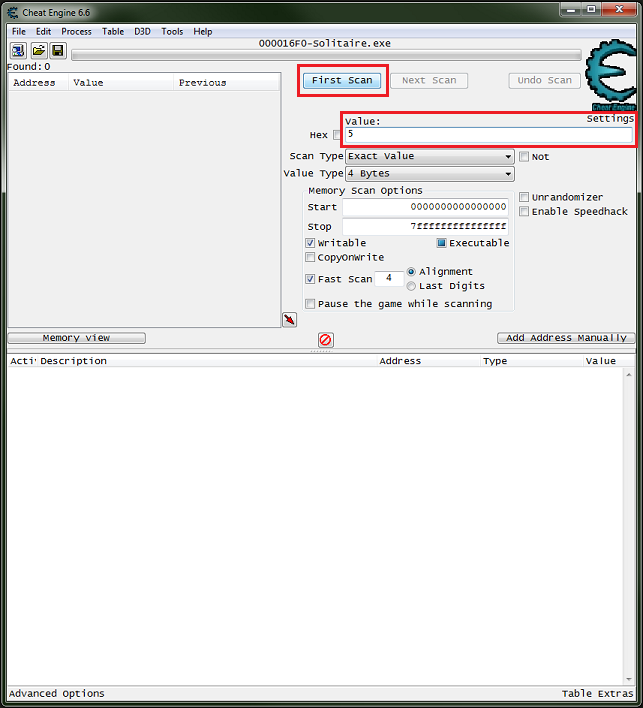 Cheat Engine 6.6
File Edit Process Table D3D Tools Help
000016F0-Solitaire.exe
Found:0
Address Value Previous
First Scan Next Scan Undo Scan
Cheat Engine
Settings
Value:
Hex 5
Scan Type Exact Value Not
Value Type 4 Bytes
Memory Scan Options
Start 0000000000000000
Stop 7fffffffffffffff
Unrandomizer
Enable Speedhack
Writable Executable
CopyOnWrite
Fast Scan 4 Alignment
Last Digits
Pause the game while scanning
Memory view Add Address Manually
Acti Description Address Type Value
Advanced Options Table Extras